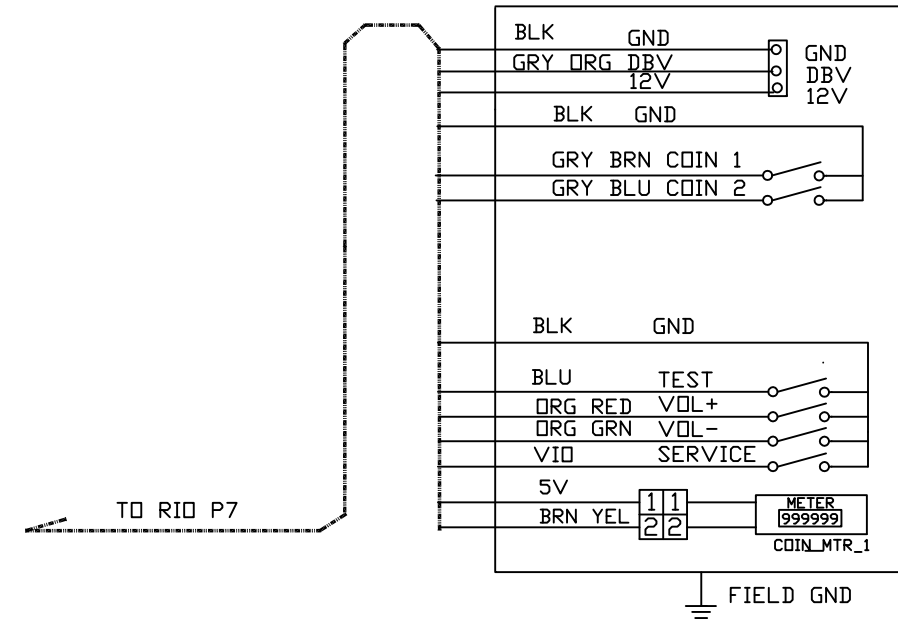 BLK GND
GRY ORG DBV
12V
GND
DBV
12V
BLK GND
GRY BRN COIN 1
GRY BLU COIN 2
BLK GND
BLU TEST
ORG RED VOL+
ORG GRN VOL-
VIO SERVICE
5V
BRN YEL
1 1
2 2
METER
999999
COIN_MTR_1
TO RIO P7
FIELD GND